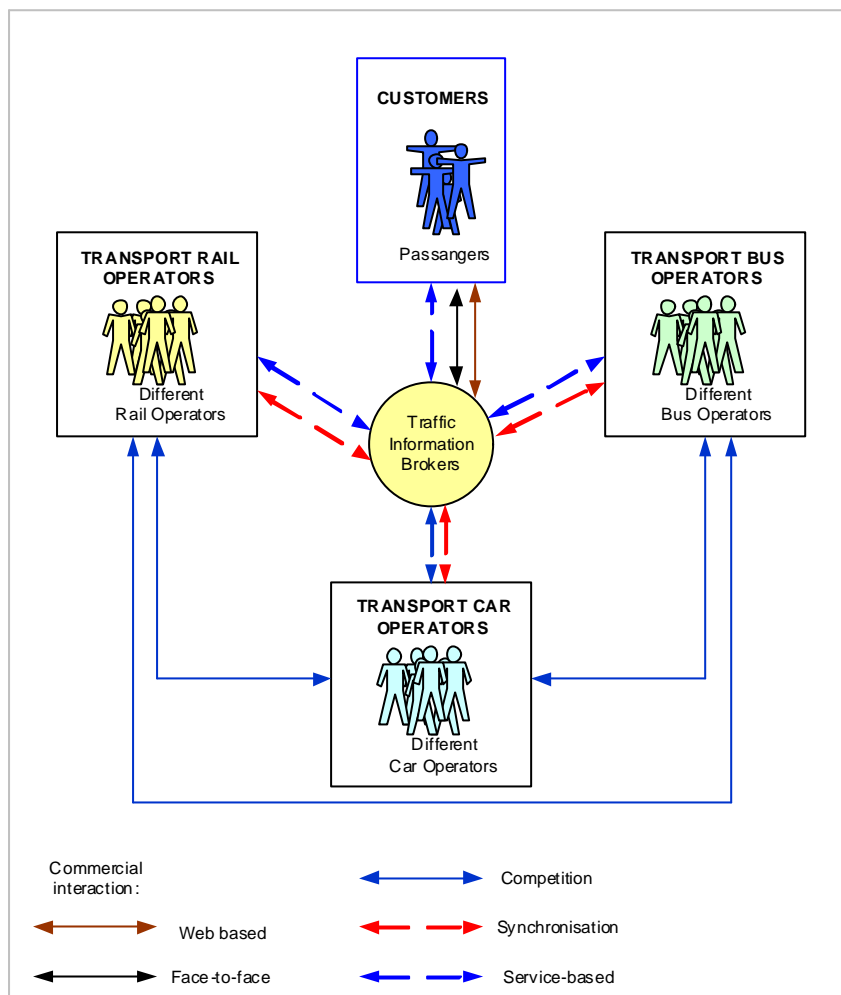 CUSTOMERS
Passangers
TRANSPORT RAIL
OPERATORS
Different
Rail Operators
TRANSPORT BUS
OPERATORS
Different
Bus Operators
Traffic
Information
Brokers
TRANSPORT CAR
OPERATORS
Different
Car Operators
Commercial
interaction:
Web based
Face-to-face
Competition
Synchronisation
Service-based